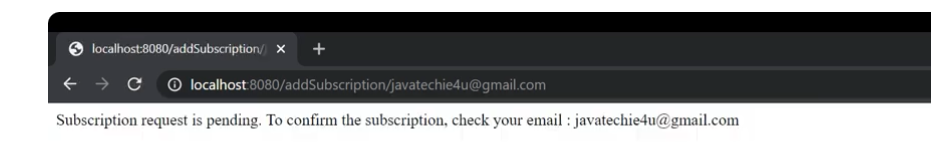 localhost:8080/addSubscription/j
localhost:8080/addSubscription/javatechie4u@gmail.com
Subscription request is pending. To confirm the subscription, check your email : javatechie4u@gmail.com